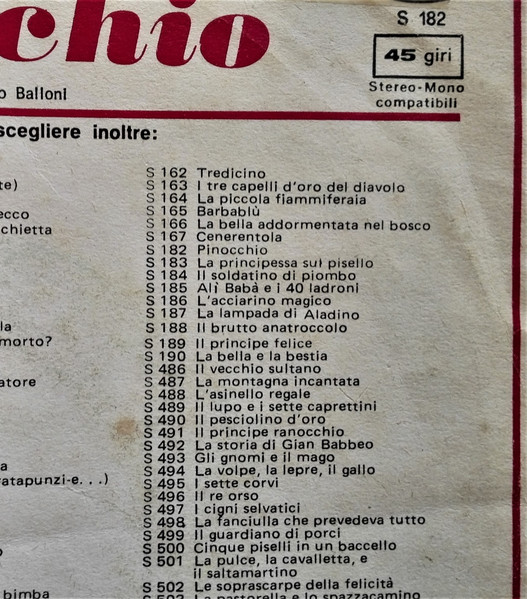 chio
S 182
45 giri
Stereo-Mono
compatibili
o Balloni
scegliere inoltre:
te)
ecco
chietta
la
morto?
atore
a
atapunzi-e...)
o
bimba
S 162 Tredicino
S 163 I tre capelli d'oro del diavolo
S 164 La piccola fiammiferaia
S 165 Barbablù
S 166 La bella addormentata nel bosco
S 167 Cenerentola
S 182 Pinocchio
S 183 La principessa sul pisello
S 184 Il soldatino di piombo
S 185 Alì Babà e i 40 ladroni
S 186 L'acciarino magico
S 187 La lampada di Aladino
S 188 Il brutto anatroccolo
S 189 Il principe felice
S 190 La bella e la bestia
S 486 Il vecchio sultano
S 487 La montagna incantata
S 488 L'asinello regale
S 489 Il lupo e i sette caprettini
S 490 Il pesciolino d'oro
S 491 Il principe ranocchio
S 492 La storia di Gian Babbeo
S 493 Gli gnomi e il mago
S 494 La volpe, la lepre, il gallo
S 495 I sette corvi
S 496 Il re orso
S 497 I cigni selvatici
S 498 La fanciulla che prevedeva tutto
S 499 Il guardiano di porci
S 500 Cinque piselli in un baccello
S 501 La pulce, la cavalletta, e
il saltamartino
S 502 Le soprascarpe della felicità
S 503 La pastorella e lo spazzacamino